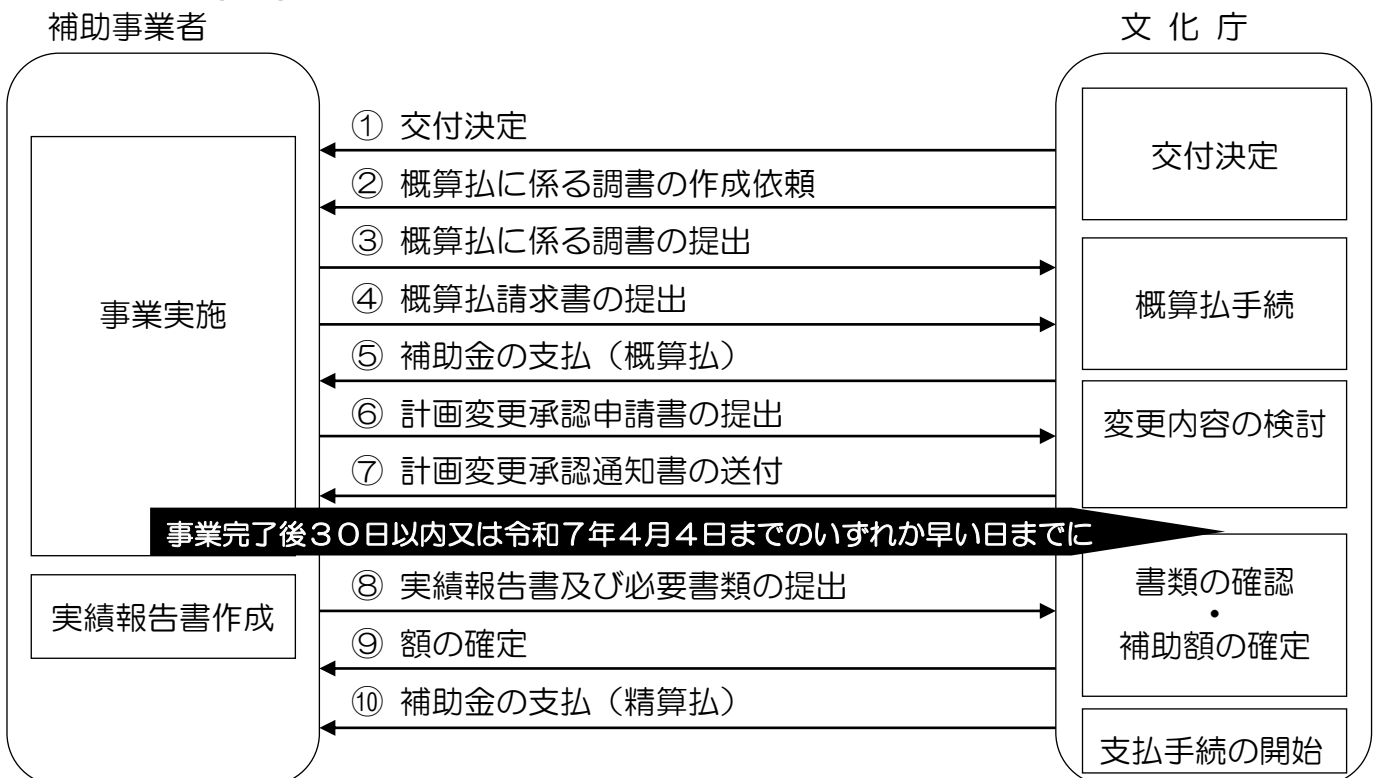 補助事業者
文化庁
① 交付決定
交付決定
② 概算払に係る調書の作成依頼
③ 概算払に係る調書の提出
事業実施
④ 概算払請求書の提出
概算払手続
⑤ 補助金の支払（概算払）
⑥ 計画変更承認申請書の提出
変更内容の検討
⑦ 計画変更承認通知書の送付
事業完了後３０日以内又は令和７年４月４日までのいずれか早い日までに
⑧ 実績報告書及び必要書類の提出
実績報告書作成
書類の確認
・
補助額の確定
⑨ 額の確定
⑩ 補助金の支払（精算払）
支払手続の開始